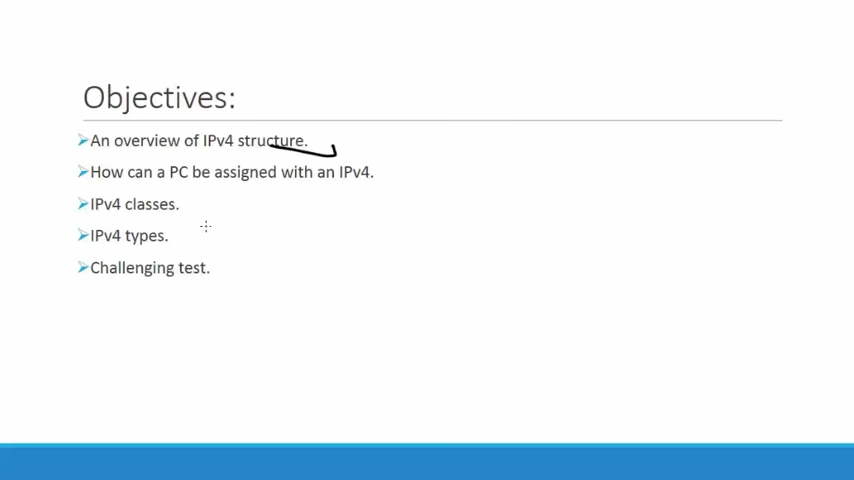 Objectives:
An overview of IPv4 structure.
How can a PC be assigned with an IPv4.
IPv4 classes.
IPv4 types.
Challenging test.